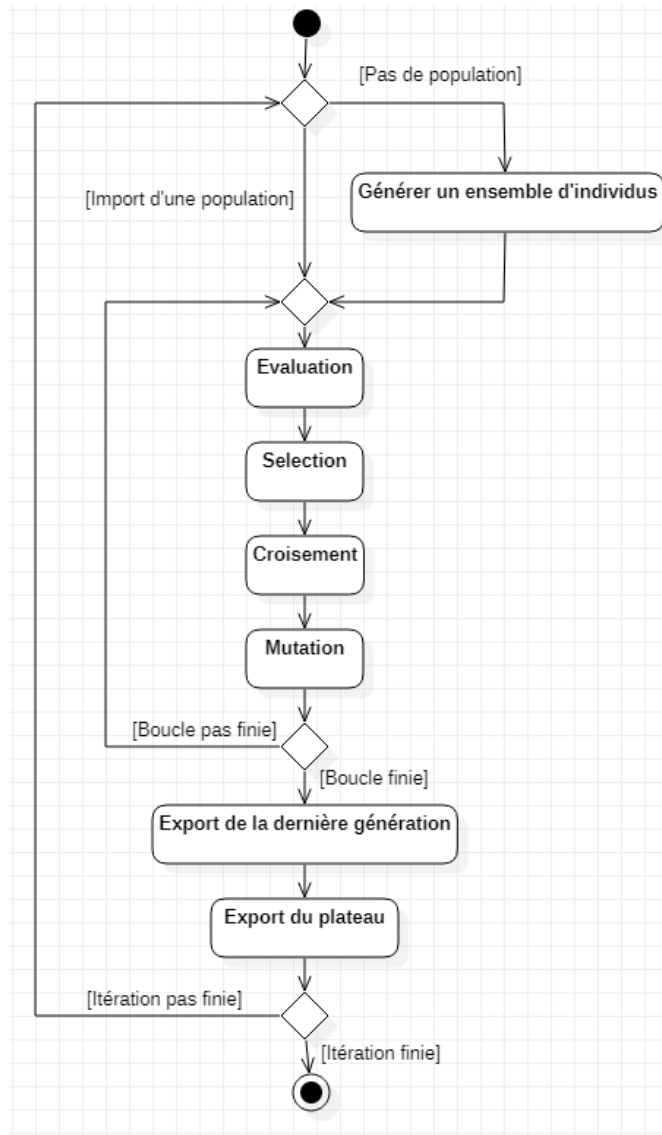 [Pas de population]
Générer un ensemble d'individus
[Import d'une population]
Evaluation
Selection
Croisement
Mutation
[Boucle pas finie]
[Boucle finie]
Export de la dernière génération
Export du plateau
[Itération pas finie]
[Itération finie]